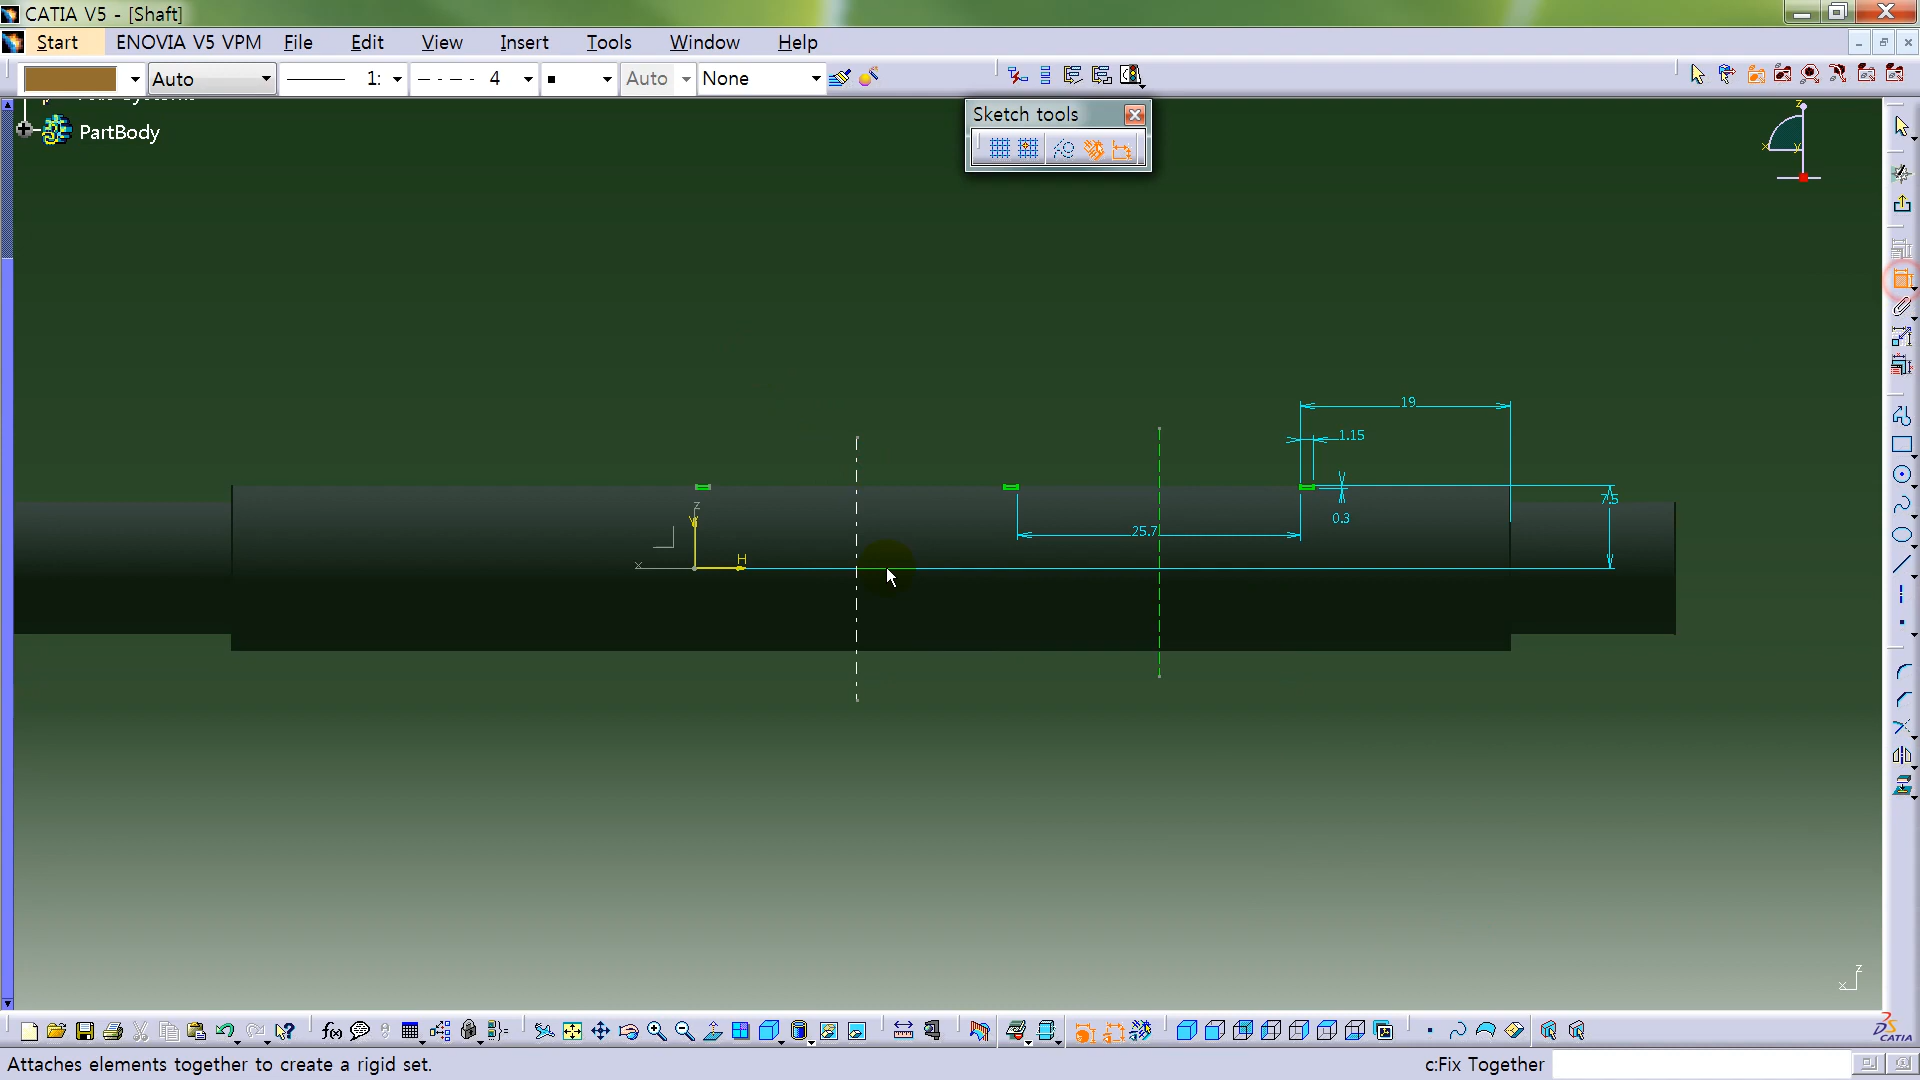 CATIA V5 - [Shaft]
Start ENOVIA V5 VPM File Edit View Insert Tools Window Help
Auto 1: 4 Auto None
Sketch tools
PartBody
z
x y
19
1.15
7.5
0.3
25.7
z
V
H
x
z
x
f(x)
CATIA
Attaches elements together to create a rigid set. c:Fix Together